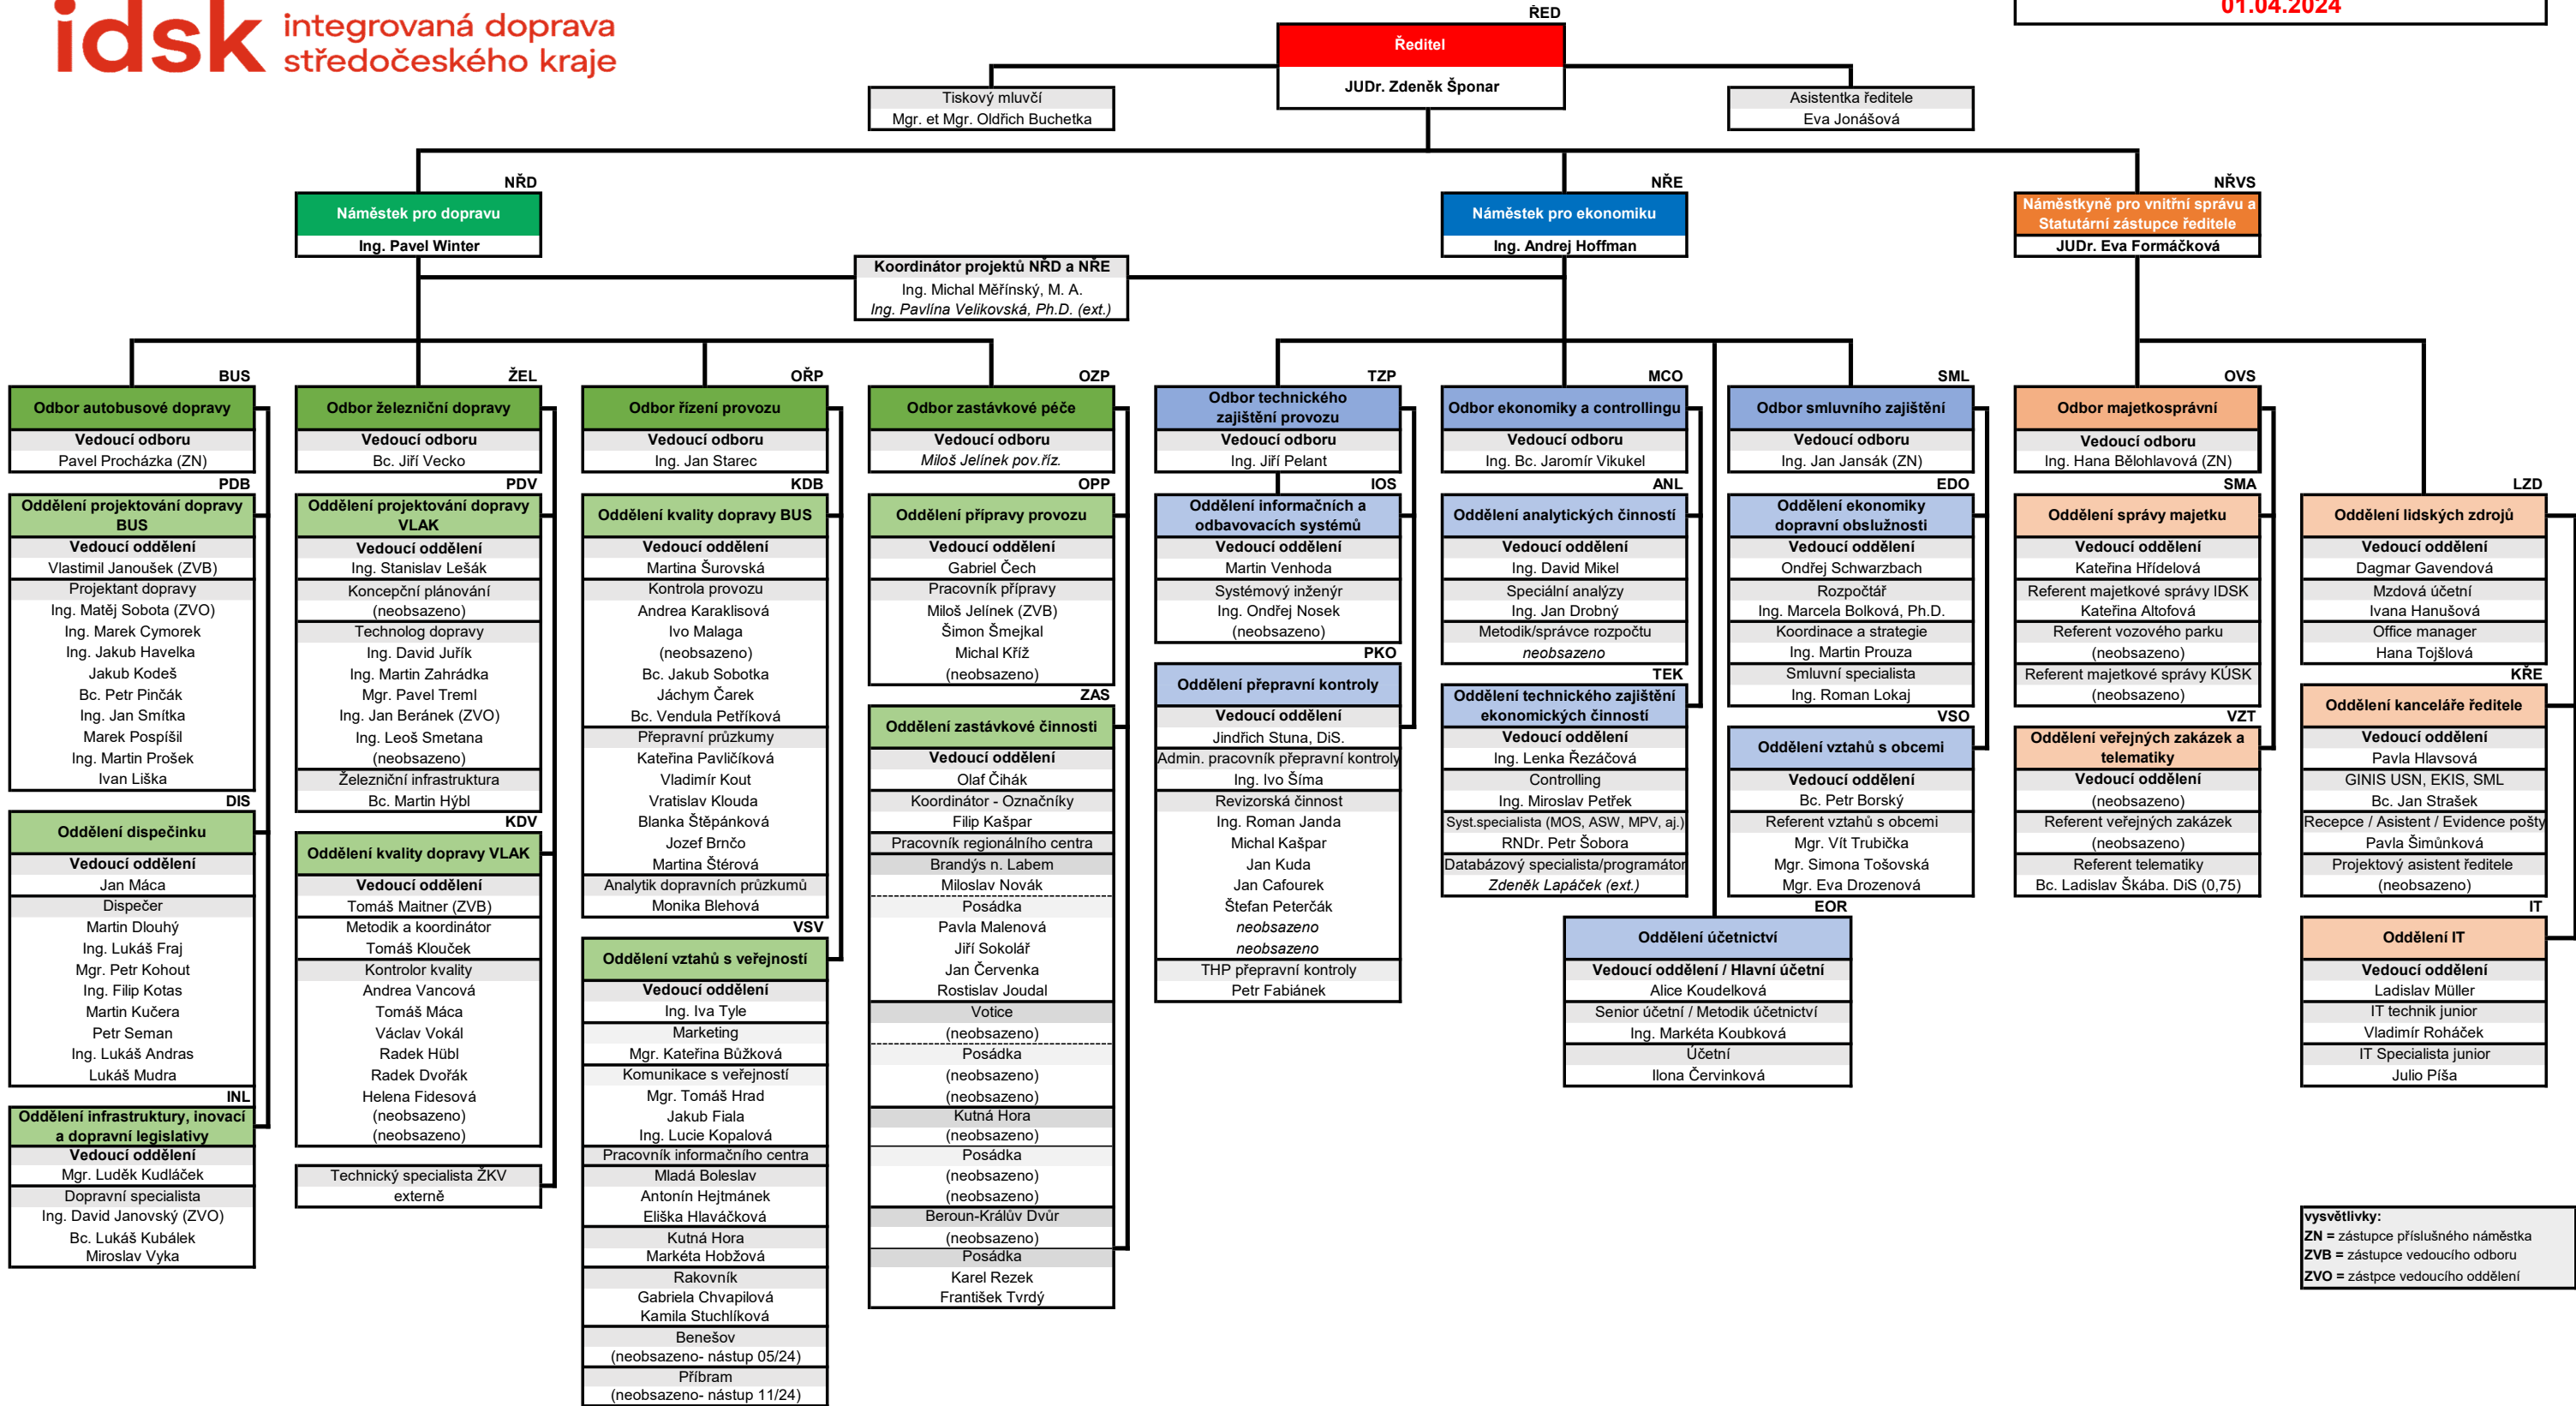 idsk integrovaná doprava
středočeského kraje
01.04.2024
ŘED
Ředitel
JUDr. Zdeněk Šponar
Tiskový mluvčí
Mgr. et Mgr. Oldřich Buchetka
Asistentka ředitele
Eva Jonášová
NŘD
Náměstek pro dopravu
Ing. Pavel Winter
NŘE
Náměstek pro ekonomiku
Ing. Andrej Hoffman
NŘVS
Náměstkyně pro vnitřní správu a
Statutární zástupce ředitele
JUDr. Eva Formáčková
Koordinátor projektů NŘD a NŘE
Ing. Michal Měřínský, M. A.
Ing. Pavlína Velikovská, Ph.D. (ext.)
BUS
Odbor autobusové dopravy
Vedoucí odboru
Pavel Procházka (ZN)
PDB
Oddělení projektování dopravy
BUS
Vedoucí oddělení
Vlastimil Janoušek (ZVB)
Projektant dopravy
Ing. Matěj Sobota (ZVO)
Ing. Marek Cymorek
Ing. Jakub Havelka
Jakub Kodeš
Bc. Petr Pinčák
Ing. Jan Smítka
Marek Pospíšil
Ing. Martin Prošek
Ivan Liška
DIS
Oddělení dispečinku
Vedoucí oddělení
Jan Máca
Dispečer
Martin Dlouhý
Ing. Lukáš Fraj
Mgr. Petr Kohout
Ing. Filip Kotas
Martin Kučera
Petr Seman
Ing. Lukáš Andras
Lukáš Mudra
INL
Oddělení infrastruktury, inovací
a dopravní legislativy
Vedoucí oddělení
Mgr. Luděk Kudláček
Dopravní specialista
Ing. David Janovský (ZVO)
Bc. Lukáš Kubálek
Miroslav Vyka
ŽEL
Odbor železniční dopravy
Vedoucí odboru
Bc. Jiří Vecko
PDV
Oddělení projektování dopravy
VLAK
Vedoucí oddělení
Ing. Stanislav Lešák
Koncepční plánování
(neobsazeno)
Technolog dopravy
Ing. David Juřík
Ing. Martin Zahrádka
Mgr. Pavel Treml
Ing. Jan Beránek (ZVO)
Ing. Leoš Smetana
(neobsazeno)
Železniční infrastruktura
Bc. Martin Hýbl
KDV
Oddělení kvality dopravy VLAK
Vedoucí oddělení
Tomáš Maitner (ZVB)
Metodik a koordinátor
Tomáš Klouček
Kontrolor kvality
Andrea Vancová
Tomáš Máca
Václav Vokál
Radek Hübl
Radek Dvořák
Helena Fidesová
(neobsazeno)
(neobsazeno)
Technický specialista ŽKV
externě
OŘP
Odbor řízení provozu
Vedoucí odboru
Ing. Jan Starec
KDB
Oddělení kvality dopravy BUS
Vedoucí oddělení
Martina Šurovská
Kontrola provozu
Andrea Karaklisová
Ivo Malaga
(neobsazeno)
Bc. Jakub Sobotka
Jáchym Čarek
Bc. Vendula Petříková
Přepravní průzkumy
Kateřina Pavličíková
Vladimír Kout
Vratislav Klouda
Blanka Štěpánková
Jozef Brnčo
Martina Štérová
Analytik dopravních průzkumů
Monika Blehová
VSV
Oddělení vztahů s veřejností
Vedoucí oddělení
Ing. Iva Tyle
Marketing
Mgr. Kateřina Bůžková
Komunikace s veřejností
Mgr. Tomáš Hrad
Jakub Fiala
Ing. Lucie Kopalová
Pracovník informačního centra
Mladá Boleslav
Antonín Hejtmánek
Eliška Hlaváčková
Kutná Hora
Markéta Hobžová
Rakovník
Gabriela Chvapilová
Kamila Stuchlíková
Benešov
(neobsazeno- nástup 05/24)
Příbram
(neobsazeno- nástup 11/24)
OZP
Odbor zastávkové péče
Vedoucí odboru
Miloš Jelínek pov.říz.
OPP
Oddělení přípravy provozu
Vedoucí oddělení
Gabriel Čech
Pracovník přípravy
Miloš Jelínek (ZVB)
Šimon Šmejkal
Michal Kříž
(neobsazeno)
ZAS
Oddělení zastávkové činnosti
Vedoucí oddělení
Olaf Čihák
Koordinátor - Označníky
Filip Kašpar
Pracovník regionálního centra
Brandýs n. Labem
Miloslav Novák
Posádka
Pavla Malenová
Jiří Sokolář
Jan Červenka
Rostislav Joudal
Votice
(neobsazeno)
Posádka
(neobsazeno)
(neobsazeno)
Kutná Hora
(neobsazeno)
Posádka
(neobsazeno)
(neobsazeno)
Beroun-Králův Dvůr
(neobsazeno)
Posádka
Karel Rezek
František Tvrdý
TZP
Odbor technického
zajištění provozu
Vedoucí odboru
Ing. Jiří Pelant
IOS
Oddělení informačních a
odbavovacích systémů
Vedoucí oddělení
Martin Venhoda
Systémový inženýr
Ing. Ondřej Nosek
(neobsazeno)
PKO
Oddělení přepravní kontroly
Vedoucí oddělení
Jindřich Stuna, DiS.
Admin. pracovník přepravní kontroly
Ing. Ivo Šíma
Revizorská činnost
Ing. Roman Janda
Michal Kašpar
Jan Kuda
Jan Cafourek
Štefan Peterčák
neobsazeno
neobsazeno
THP přepravní kontroly
Petr Fabiánek
MCO
Odbor ekonomiky a controllingu
Vedoucí odboru
Ing. Bc. Jaromír Vikukel
ANL
Oddělení analytických činností
Vedoucí oddělení
Ing. David Mikel
Speciální analýzy
Ing. Jan Drobný
Metodik/správce rozpočtu
neobsazeno
TEK
Oddělení technického zajištění
ekonomických činností
Vedoucí oddělení
Ing. Lenka Řezáčová
Controlling
Ing. Miroslav Petřek
Syst.specialista (MOS, ASW, MPV, aj.)
RNDr. Petr Šobora
Databázový specialista/programátor
Zdeněk Lapáček (ext.)
SML
Odbor smluvního zajištění
Vedoucí odboru
Ing. Jan Jansák (ZN)
EDO
Oddělení ekonomiky
dopravní obslužnosti
Vedoucí oddělení
Ondřej Schwarzbach
Rozpočtář
Ing. Marcela Bolková, Ph.D.
Koordinace a strategie
Ing. Martin Prouza
Smluvní specialista
Ing. Roman Lokaj
VSO
Oddělení vztahů s obcemi
Vedoucí oddělení
Bc. Petr Borský
Referent vztahů s obcemi
Mgr. Vít Trubička
Mgr. Simona Tošovská
Mgr. Eva Drozenová
EOR
Oddělení účetnictví
Vedoucí oddělení / Hlavní účetní
Alice Koudelková
Senior účetní / Metodik účetnictví
Ing. Markéta Koubková
Účetní
Ilona Červinková
OVS
Odbor majetkosprávní
Vedoucí odboru
Ing. Hana Bělohlavová (ZN)
SMA
Oddělení správy majetku
Vedoucí oddělení
Kateřina Hřídelová
Referent majetkové správy IDSK
Kateřina Altofová
Referent vozového parku
(neobsazeno)
Referent majetkové správy KÚSK
(neobsazeno)
VZT
Oddělení veřejných zakázek a
telematiky
Vedoucí oddělení
(neobsazeno)
Referent veřejných zakázek
(neobsazeno)
Referent telematiky
Bc. Ladislav Škába. DiS (0,75)
LZD
Oddělení lidských zdrojů
Vedoucí oddělení
Dagmar Gavendová
Mzdová účetní
Ivana Hanušová
Office manager
Hana Tojšlová
KŘE
Oddělení kanceláře ředitele
Vedoucí oddělení
Pavla Hlavsová
GINIS USN, EKIS, SML
Bc. Jan Strašek
Recepce / Asistent / Evidence pošty
Pavla Šimůnková
Projektový asistent ředitele
(neobsazeno)
IT
Oddělení IT
Vedoucí oddělení
Ladislav Müller
IT technik junior
Vladimír Roháček
IT Specialista junior
Julio Píša
vysvětlivky:
ZN = zástupce příslušného náměstka
ZVB = zástupce vedoucího odboru
ZVO = zástpce vedoucího oddělení